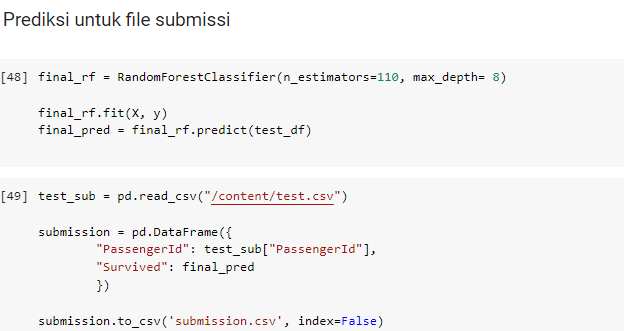 Prediksi untuk file submissi
[48] final_rf = RandomForestClassifier(n_estimators=110, max_depth= 8)
final_rf.fit(X, y)
final_pred = final_rf.predict(test_df)
[49] test_sub = pd.read_csv("/content/test.csv")
submission = pd.DataFrame({
"PassengerId": test_sub["PassengerId"],
"Survived": final_pred
})
submission.to_csv('submission.csv', index=False)